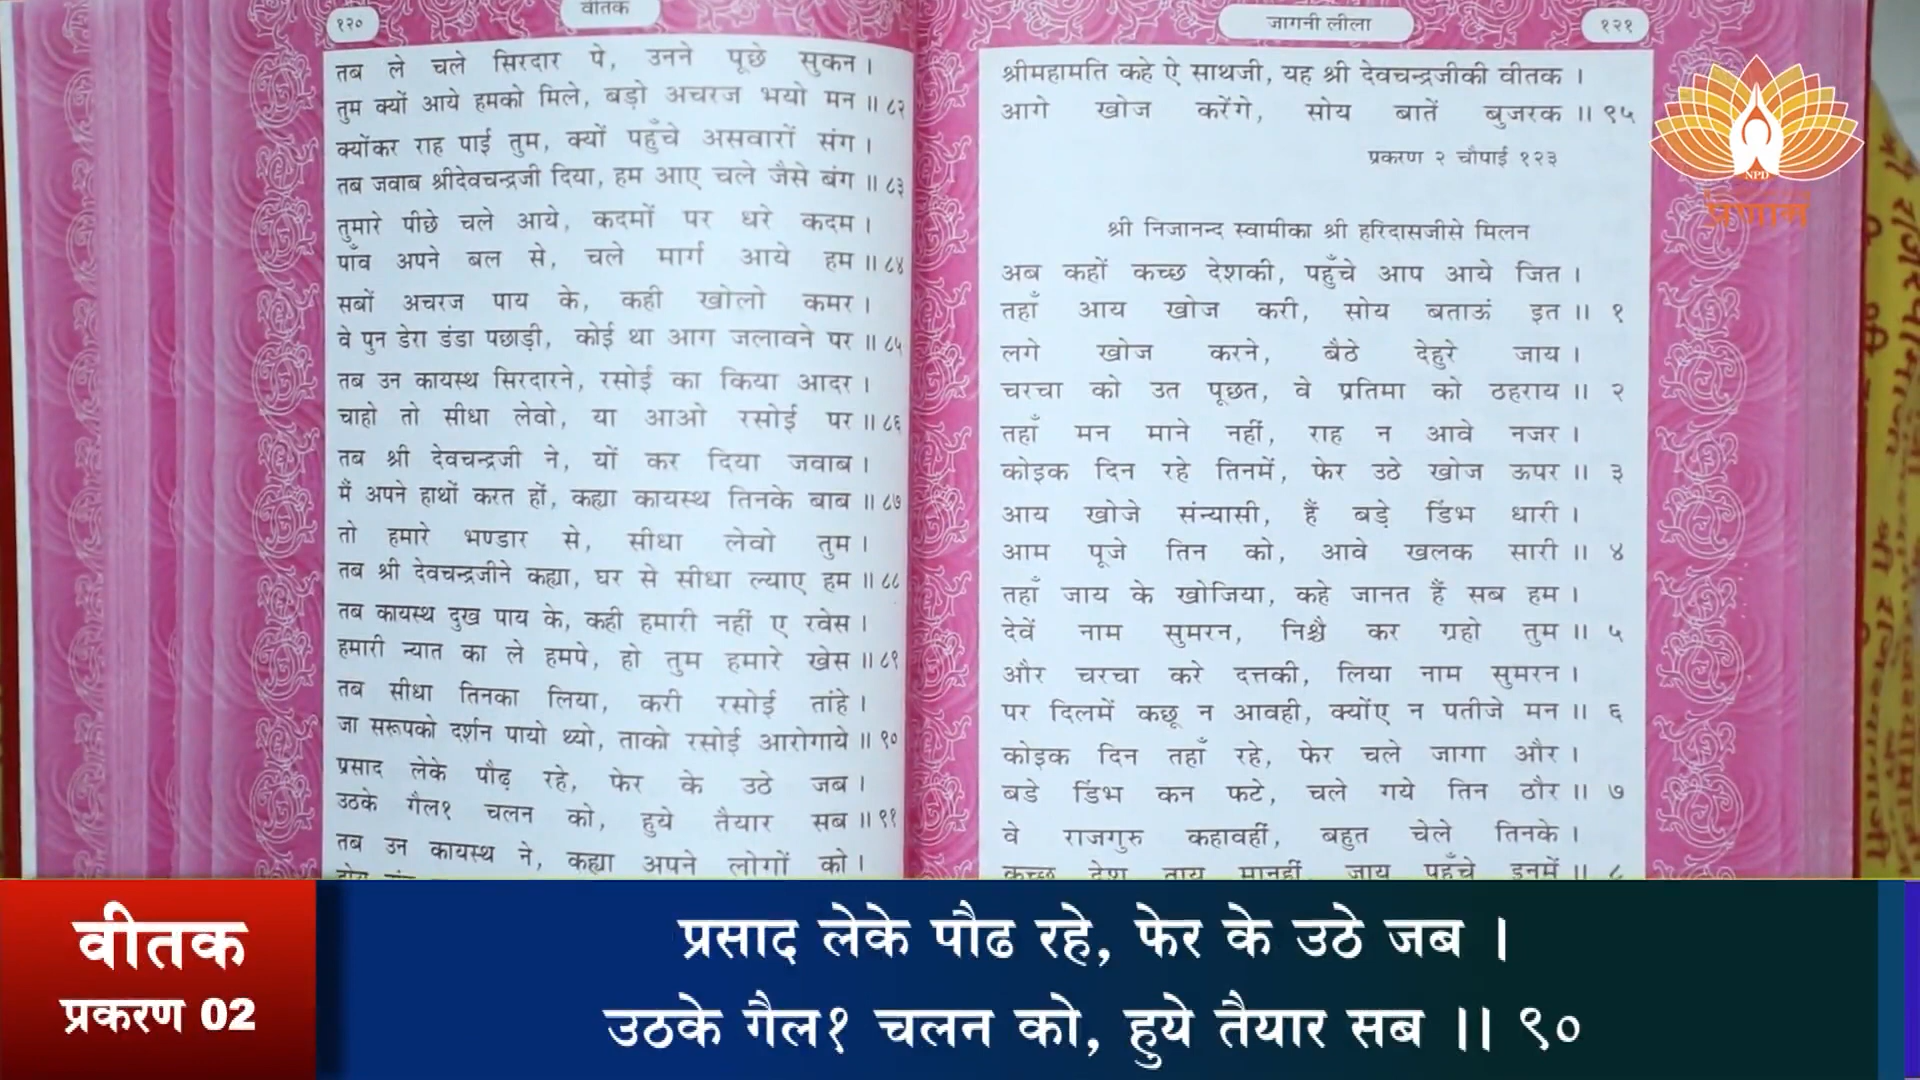 १२०
वीतक
तब ले चले सिरदार पे, उनने पूछे सुकन ।
तुम क्यों आये हमको मिले, बड़ो अचरज भयो मन ॥ ८२
क्योंकर राह पाई तुम, क्यों पहुँचे असवारों संग ।
तब जवाब श्रीदेवचन्द्रजी दिया, हम आए चले जैसे बंग ॥ ८३
तुमारे पीछे चले आये, कदमों पर धरे कदम ।
पाँव अपने बल से, चले मार्ग आये हम ॥ ८४
सबों अचरज पाय के, कही खोलो कमर ।
वे पुन डेरा डंडा पछाड़ी, कोई था आग जलावने पर ॥ ८५
तब उन कायस्थ सिरदारने, रसोई का किया आदर ।
चाहो तो सीधा लेवो, या आओ रसोई पर ॥ ८६
तब श्री देवचन्द्रजी ने, यों कर दिया जवाब ।
मैं अपने हाथों करत हों, कह्या कायस्थ तिनके बाब ॥ ८७
तो हमारे भण्डार से, सीधा लेवो तुम ।
तब श्री देवचन्द्रजीने कह्या, घर से सीधा ल्याए हम ॥ ८८
तब कायस्थ दुख पाय के, कही हमारी नहीं ए रवेस ।
हमारी न्यात का ले हमपे, हो तुम हमारे खेस ॥ ८९
तब सीधा तिनका लिया, करी रसोई तांहे ।
जा सरूपको दर्शन पायो थ्यो, ताको रसोई आरोगाये ॥ ९०
प्रसाद लेके पौढ़ रहे, फेर के उठे जब ।
उठके गैल१ चलन को, हुये तैयार सब ॥ ९१
तब उन कायस्थ ने, कह्या अपने लोगों को ।
जागनी लीला
१२१
श्रीमहामति कहे ऐ साथजी, यह श्री देवचन्द्रजीकी वीतक ।
आगे खोज करेंगे, सोय बातें बुजरक ॥ ९५
प्रकरण २ चौपाई १२३
श्री निजानन्द स्वामीका श्री हरिदासजीसे मिलन
अब कहों कच्छ देशकी, पहुँचे आप आये जित ।
तहाँ आय खोज करी, सोय बताऊं इत ॥ १
लगे खोज करने, बैठे देहुरे जाय ।
चरचा को उत पूछत, वे प्रतिमा को ठहराय ॥ २
तहाँ मन माने नहीं, राह न आवे नजर ।
कोइक दिन रहे तिनमें, फेर उठे खोज ऊपर ॥ ३
आय खोजे संन्यासी, हैं बड़े डिंभ धारी ।
आम पूजे तिन को, आवे खलक सारी ॥ ४
तहाँ जाय के खोजिया, कहे जानत हैं सब हम ।
देवें नाम सुमरन, निश्चै कर ग्रहो तुम ॥ ५
और चरचा करे दत्तकी, लिया नाम सुमरन ।
पर दिलमें कछू न आवही, क्योंए न पतीजे मन ॥ ६
कोइक दिन तहाँ रहे, फेर चले जागा और ।
बडे डिंभ कन फटे, चले गये तिन ठौर ॥ ७
वे राजगुरु कहावहीं, बहुत चेले तिनके ।
कच्छ देश ताय मानहीं, जाय पहुँचे इनमें ॥ ८
NPD
प्रणाम
वीतक
प्रकरण 02
प्रसाद लेके पौढ रहे, फेर के उठे जब ।
उठके गैल१ चलन को, हुये तैयार सब ।। ९०